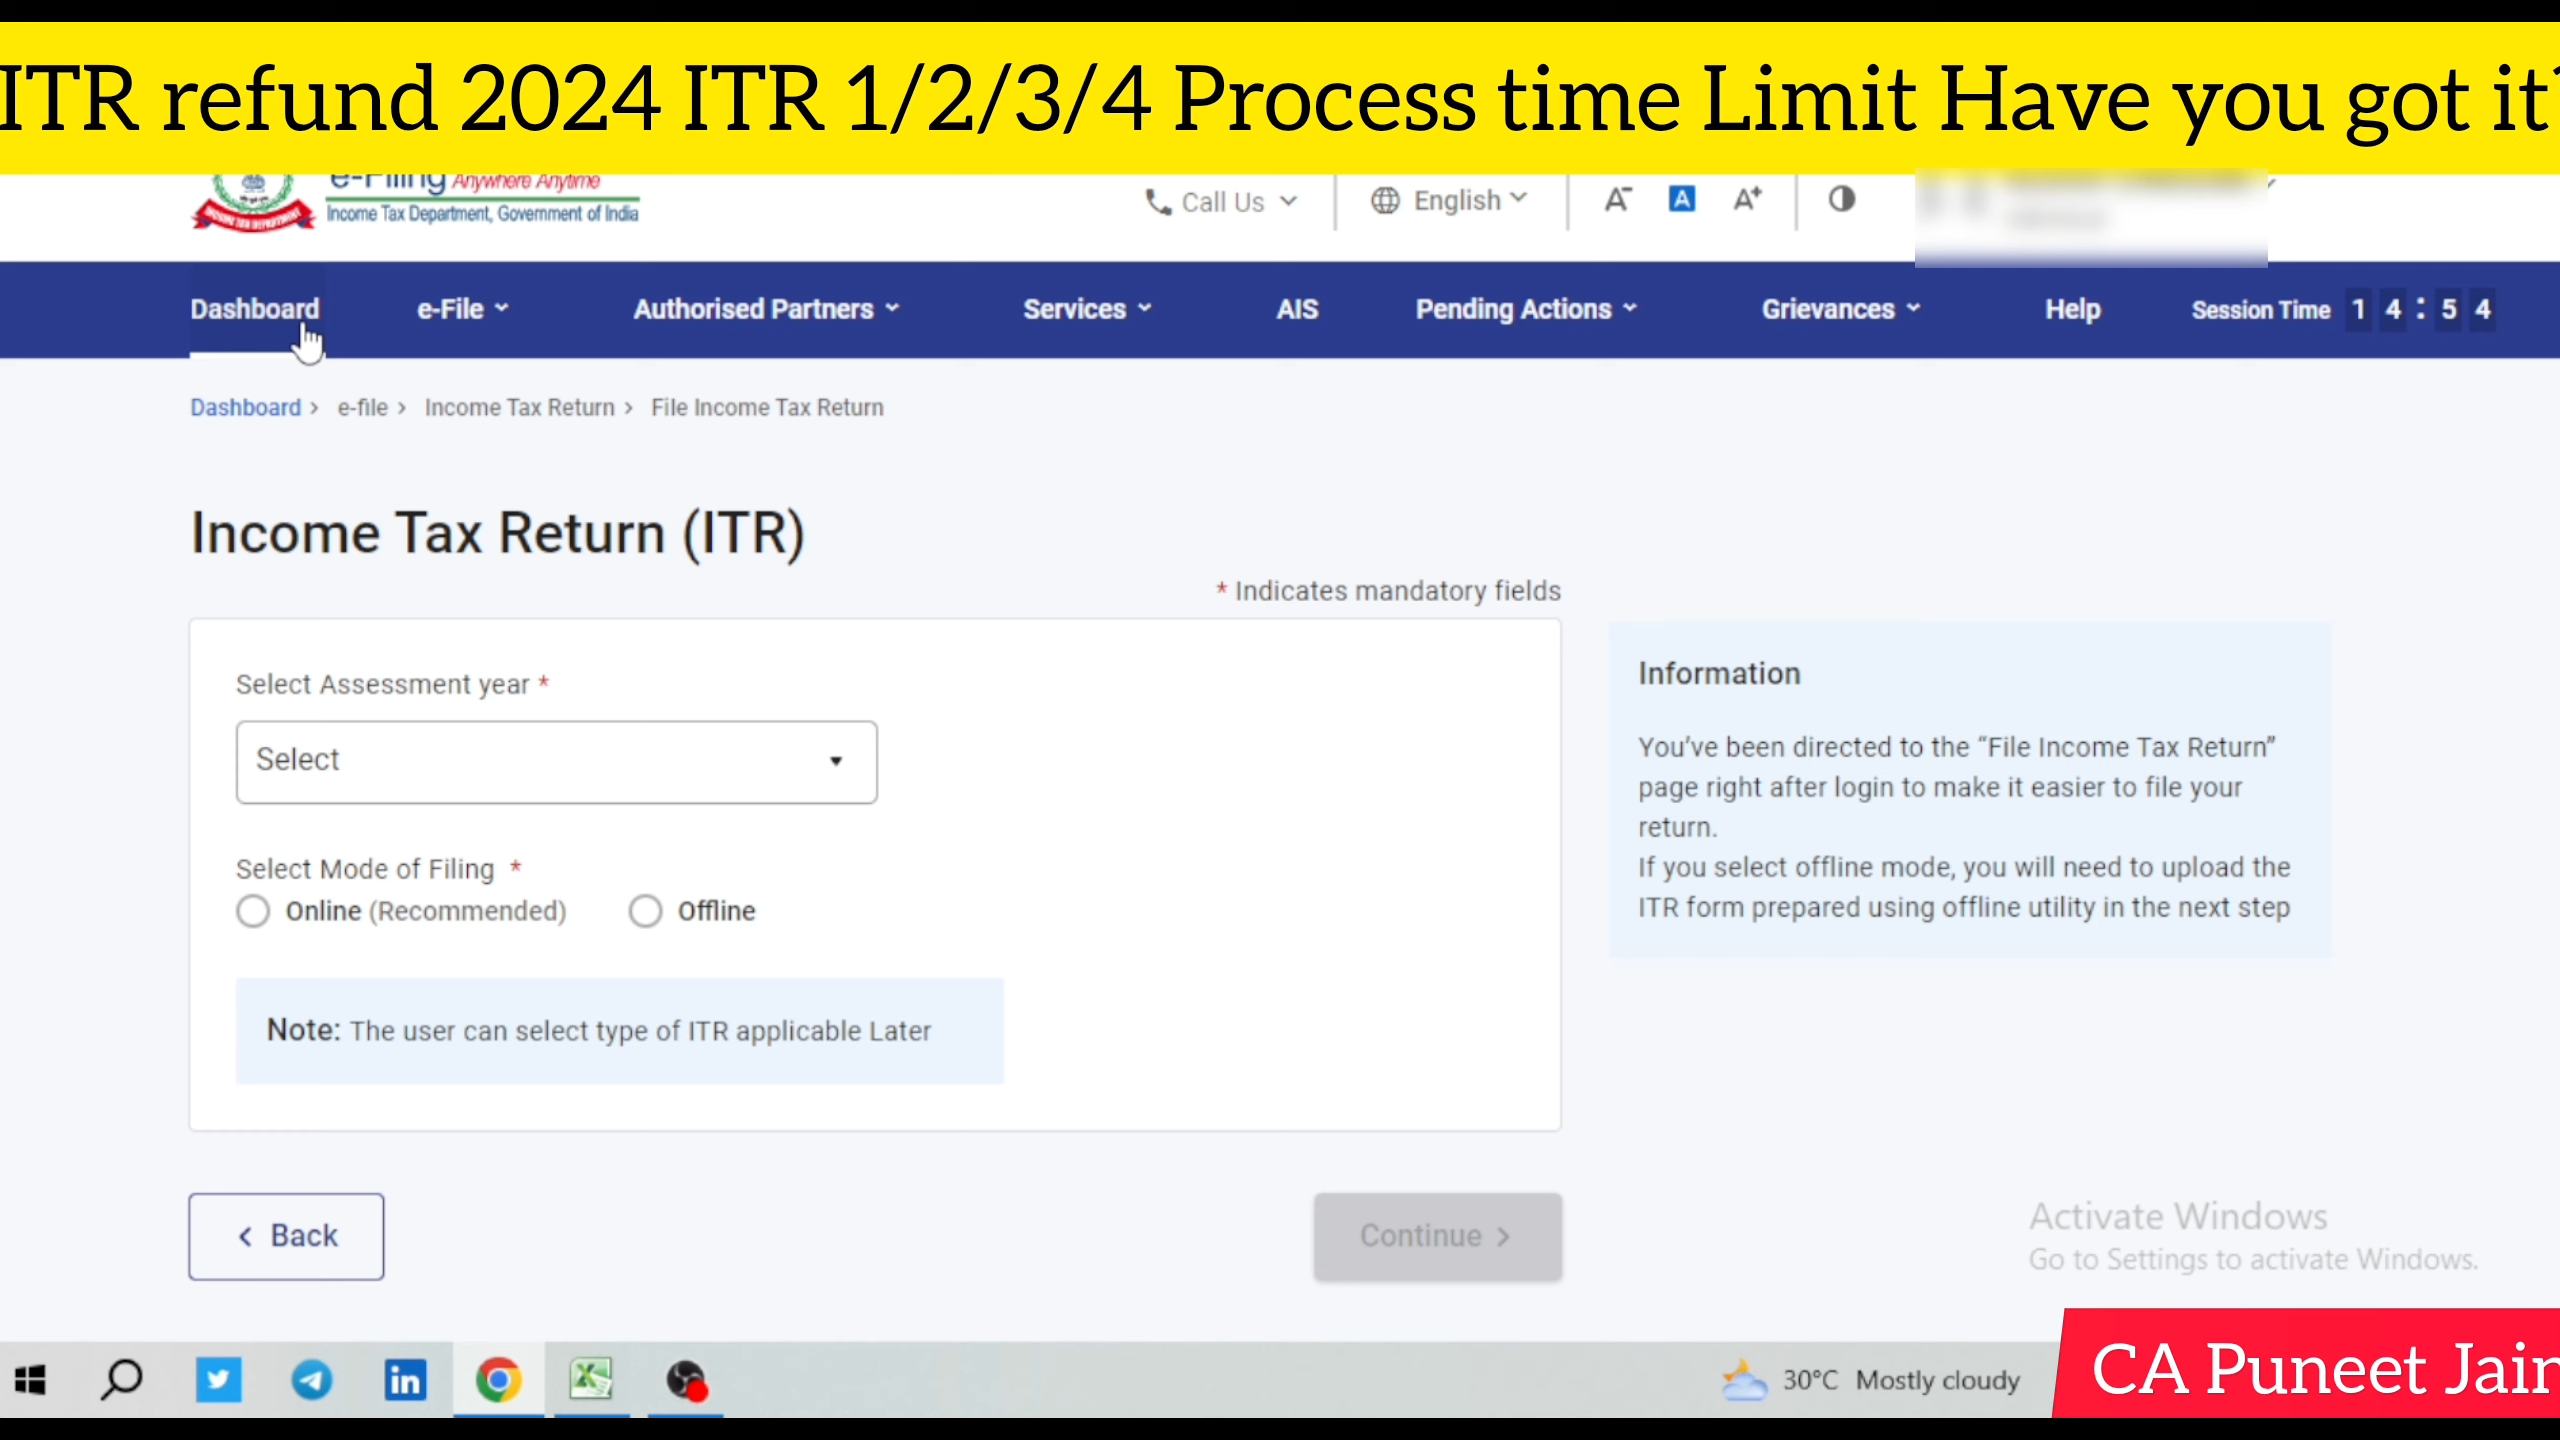 ITR refund 2024 ITR 1/2/3/4 Process time Limit Have you got it?
e-Filing Anywhere Anytime
Income Tax Department, Government of India
Call Us
English
A- A A+
Dashboard e-File Authorised Partners Services AIS Pending Actions Grievances Help Session Time 14:54
Dashboard > e-file > Income Tax Return > File Income Tax Return
Income Tax Return (ITR)
* Indicates mandatory fields
Select Assessment year *
Select
Select Mode of Filing *
Online (Recommended) Offline
Note: The user can select type of ITR applicable Later
Information
You've been directed to the “File Income Tax Return”
page right after login to make it easier to file your
return.
If you select offline mode, you will need to upload the
ITR form prepared using offline utility in the next step
< Back
Continue >
Activate Windows
Go to Settings to activate Windows.
30°C Mostly cloudy
CA Puneet Jain